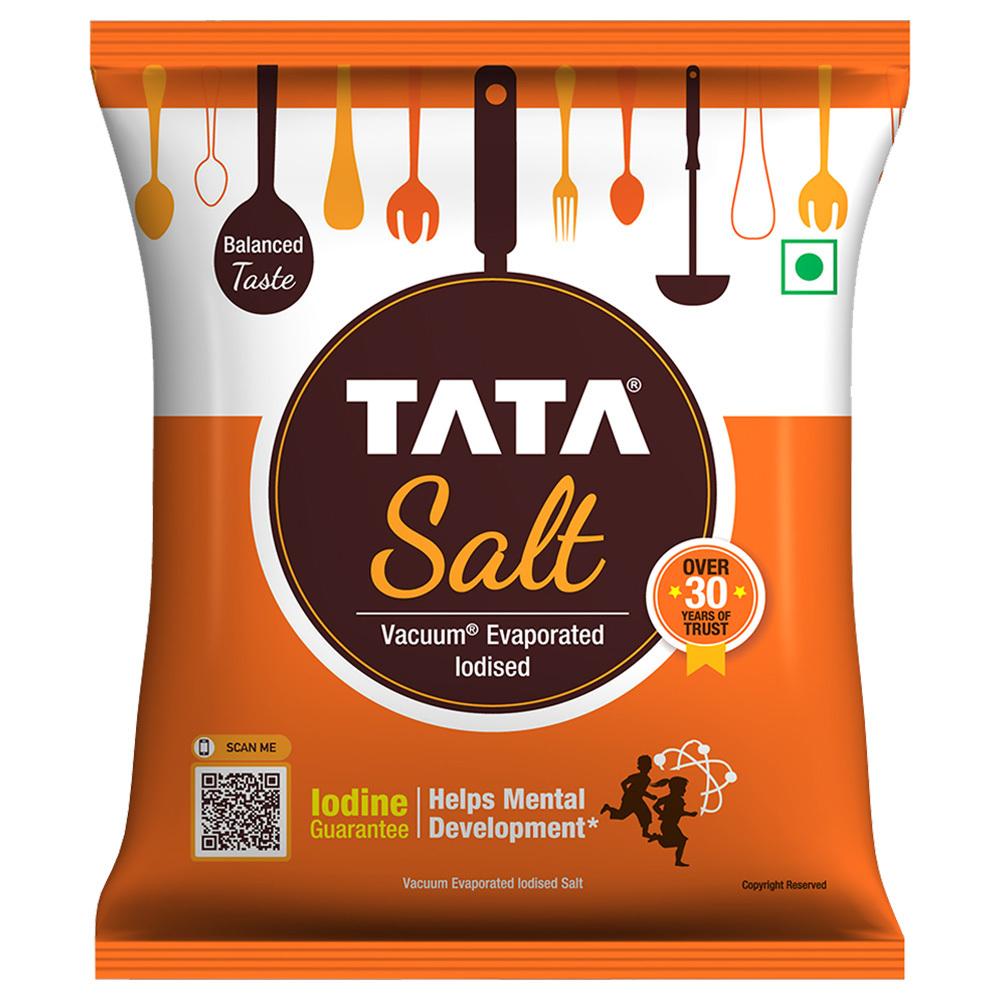 Balanced
Taste
TATA®
Salt
Vacuum® Evaporated
Iodised
OVER
30
YEARS OF
TRUST
SCAN ME
Iodine
Guarantee
Helps Mental
Development*
Vacuum Evaporated Iodised Salt
Copyright Reserved